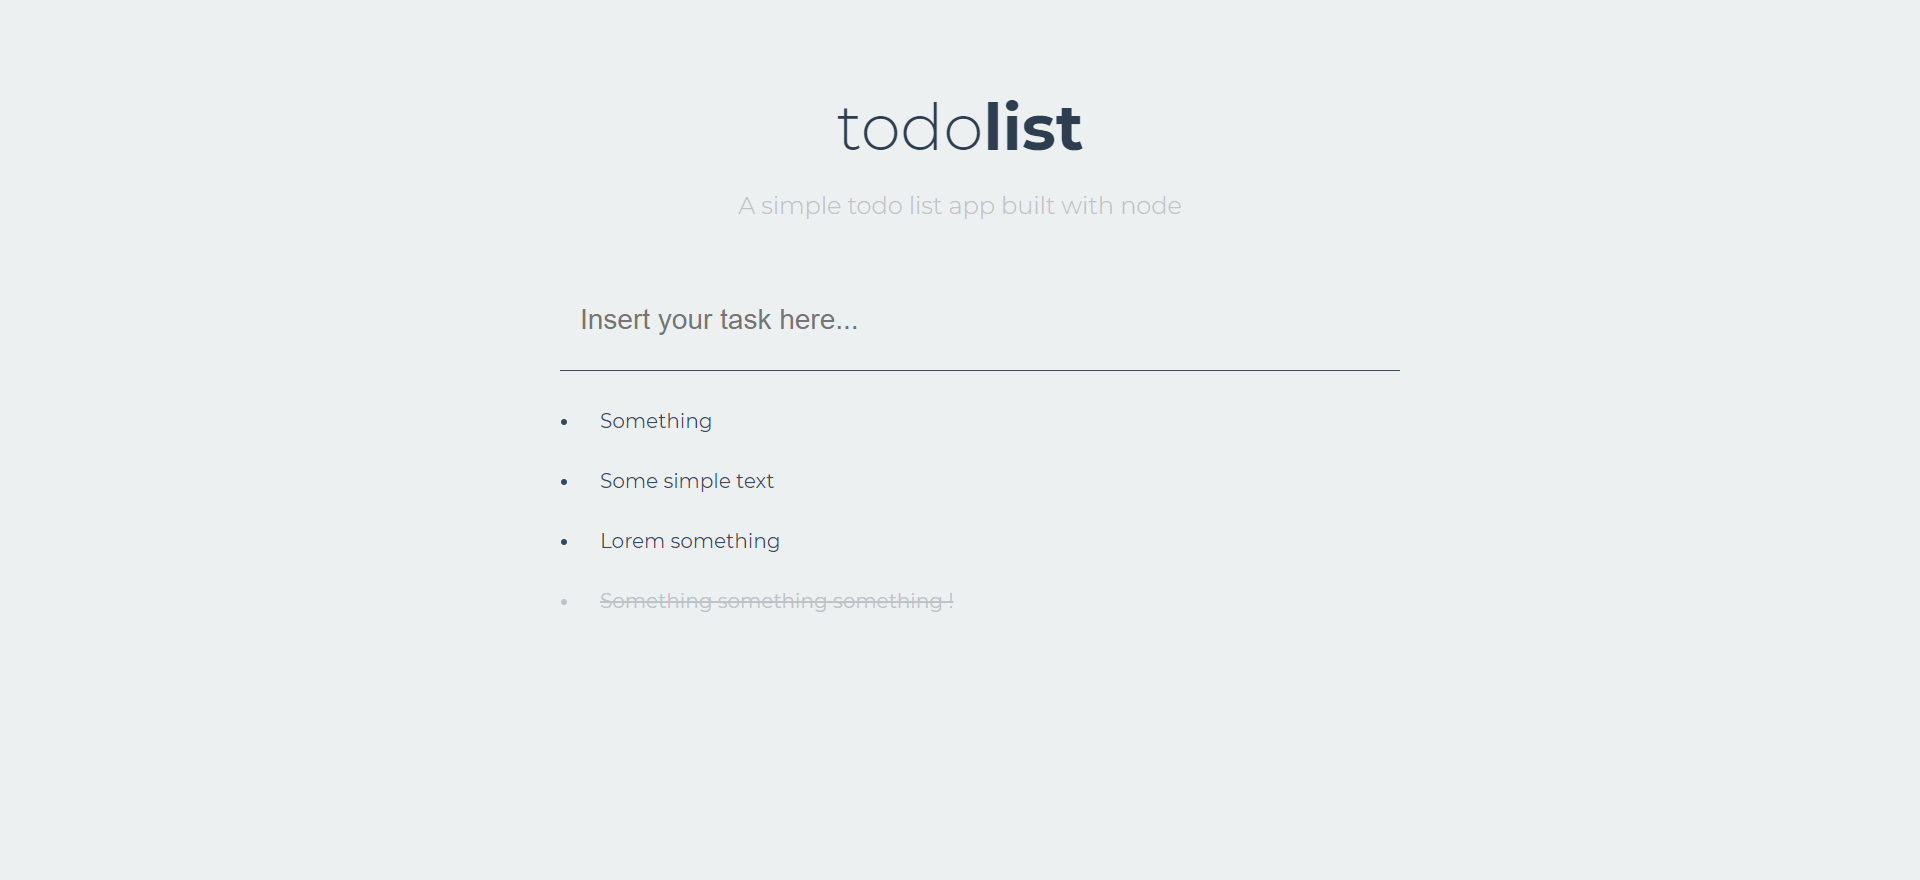 todolist
A simple todo list app built with node
Insert your task here...
• Something
• Some simple text
• Lorem something
• Something something something !